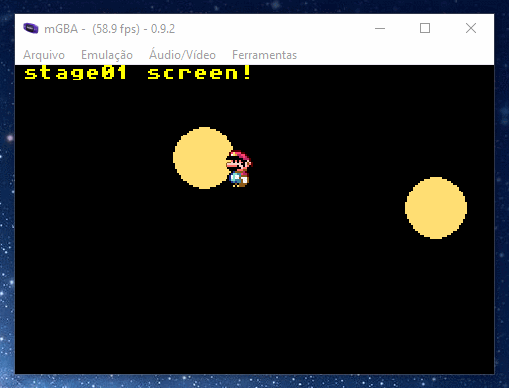 mGBA - (58.9 fps) - 0.9.2
Arquivo Emulação Áudio/Vídeo Ferramentas
stage01 screen!